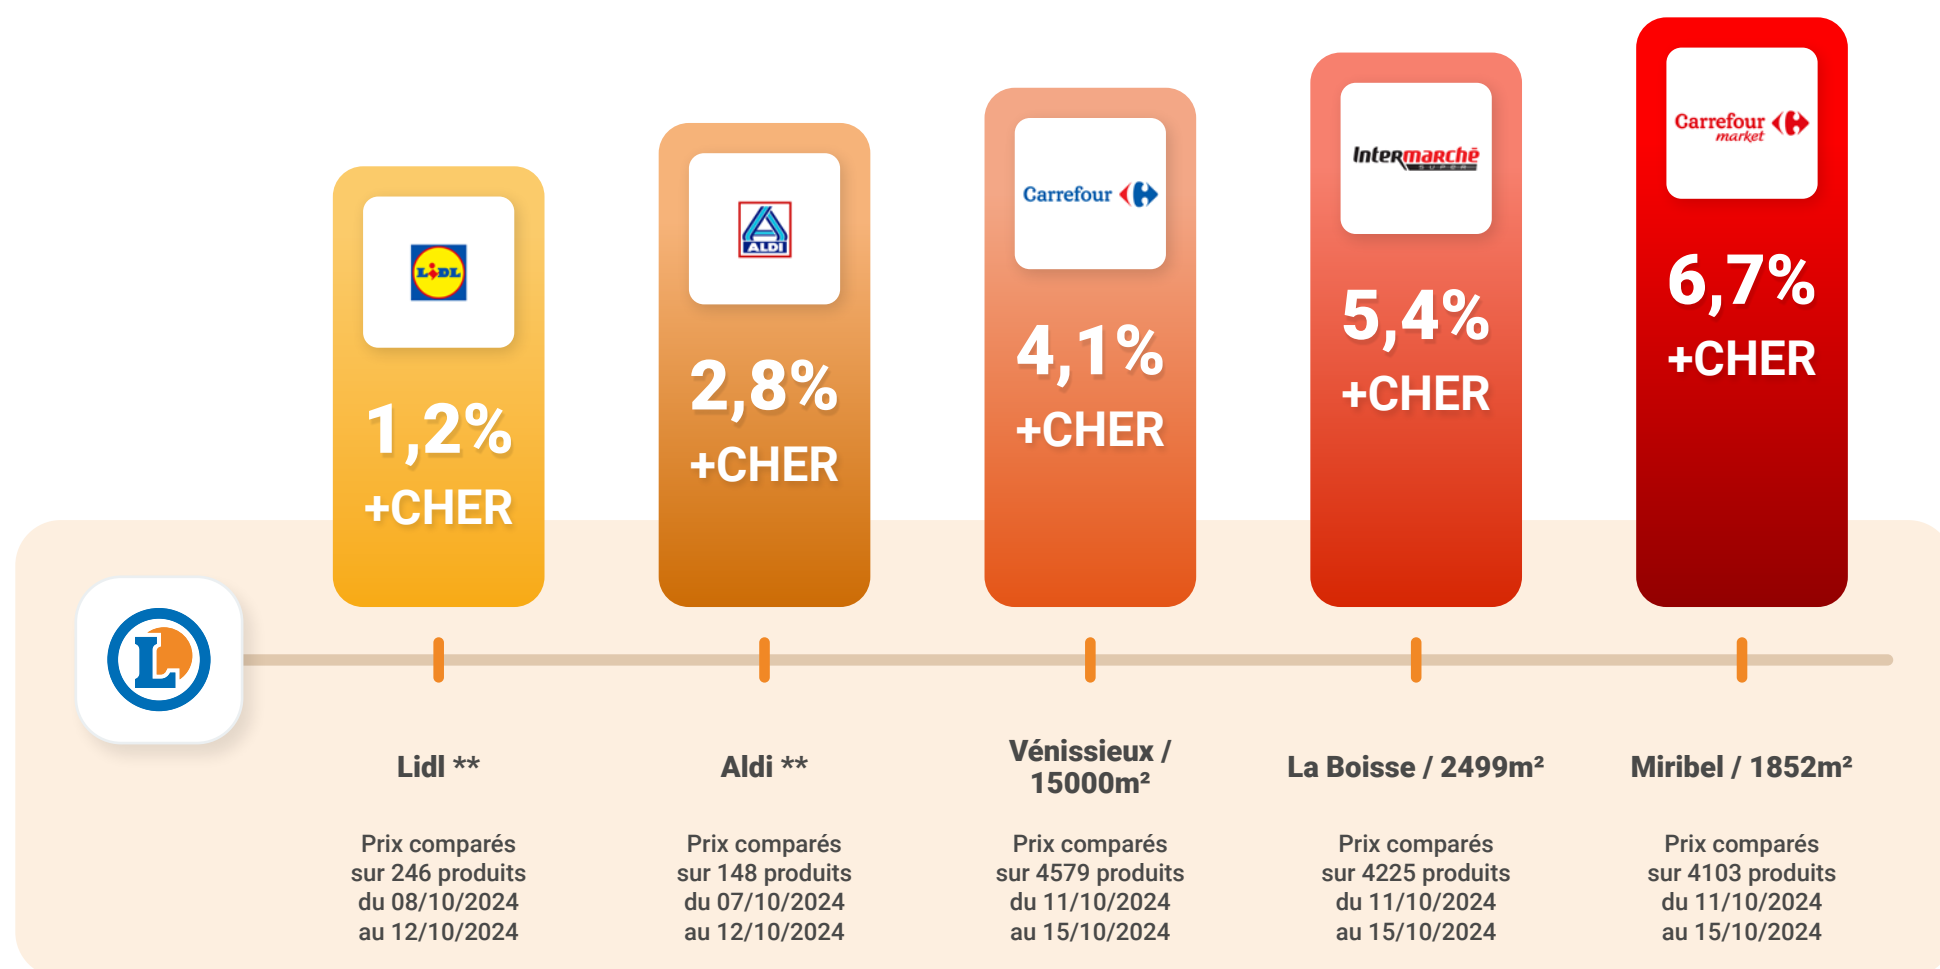 LIDL
1,2%
+CHER
ALDI
2,8%
+CHER
Carrefour
4,1%
+CHER
Intermarchē
SUPER
5,4%
+CHER
Carrefour
market
6,7%
+CHER
L
Lidl **
Prix comparés
sur 246 produits
du 08/10/2024
au 12/10/2024
Aldi **
Prix comparés
sur 148 produits
du 07/10/2024
au 12/10/2024
Vénissieux /
15000m²
Prix comparés
sur 4579 produits
du 11/10/2024
au 15/10/2024
La Boisse / 2499m²
Prix comparés
sur 4225 produits
du 11/10/2024
au 15/10/2024
Miribel / 1852m²
Prix comparés
sur 4103 produits
du 11/10/2024
au 15/10/2024